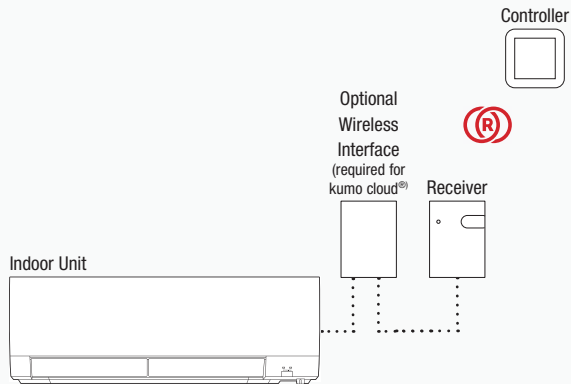 Controller
Optional
Wireless
Interface
(required for
kumo cloud®)
R
Receiver
Indoor Unit